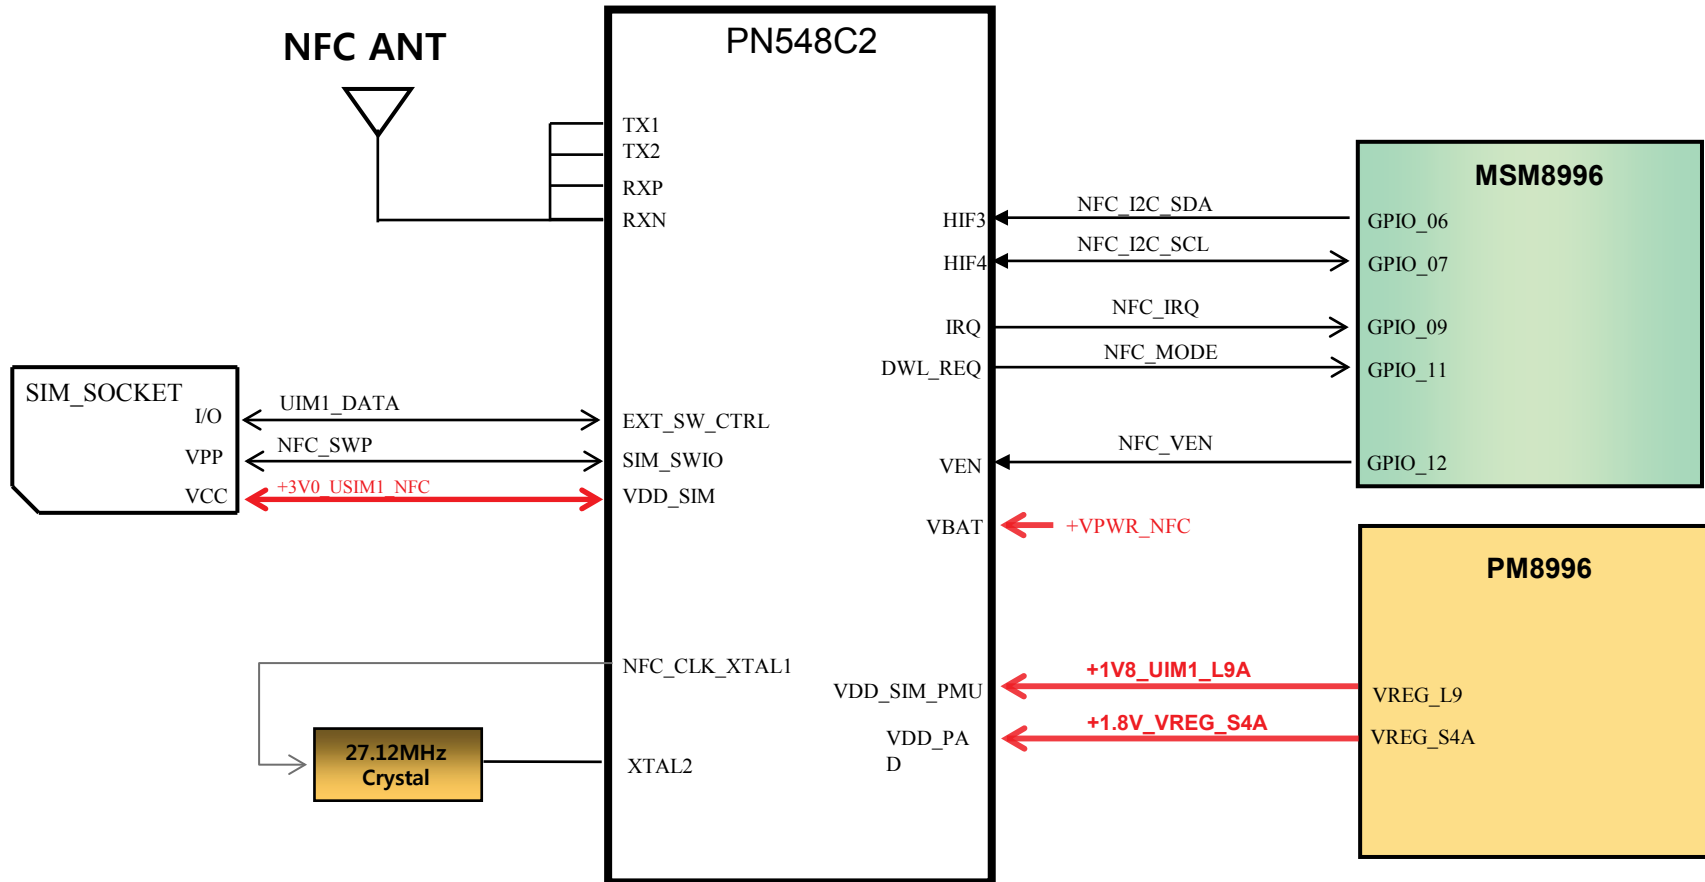 NFC ANT
PN548C2
TX1
TX2
RXP
RXN
MSM8996
HIF3
NFC_I2C_SDA
GPIO_06
HIF4
NFC_I2C_SCL
GPIO_07
IRQ
NFC_IRQ
GPIO_09
DWL_REQ
NFC_MODE
GPIO_11
SIM_SOCKET
I/O
UIM1_DATA
EXT_SW_CTRL
VPP
NFC_SWP
SIM_SWIO
VCC
+3V0_USIM1_NFC
VDD_SIM
VEN
NFC_VEN
GPIO_12
VBAT
+VPWR_NFC
PM8996
NFC_CLK_XTAL1
VDD_SIM_PMU
+1V8_UIM1_L9A
VREG_L9
VDD_PA
D
+1.8V_VREG_S4A
VREG_S4A
27.12MHz
Crystal
XTAL2